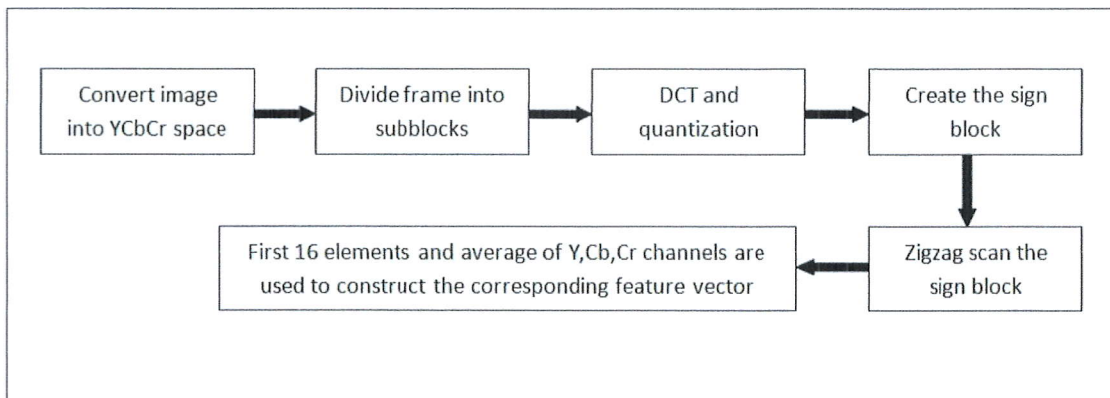 Convert image
into YCbCr space
Divide frame into
subblocks
DCT and
quantization
Create the sign
block
Zigzag scan the
sign block
First 16 elements and average of Y,Cb,Cr channels are
used to construct the corresponding feature vector